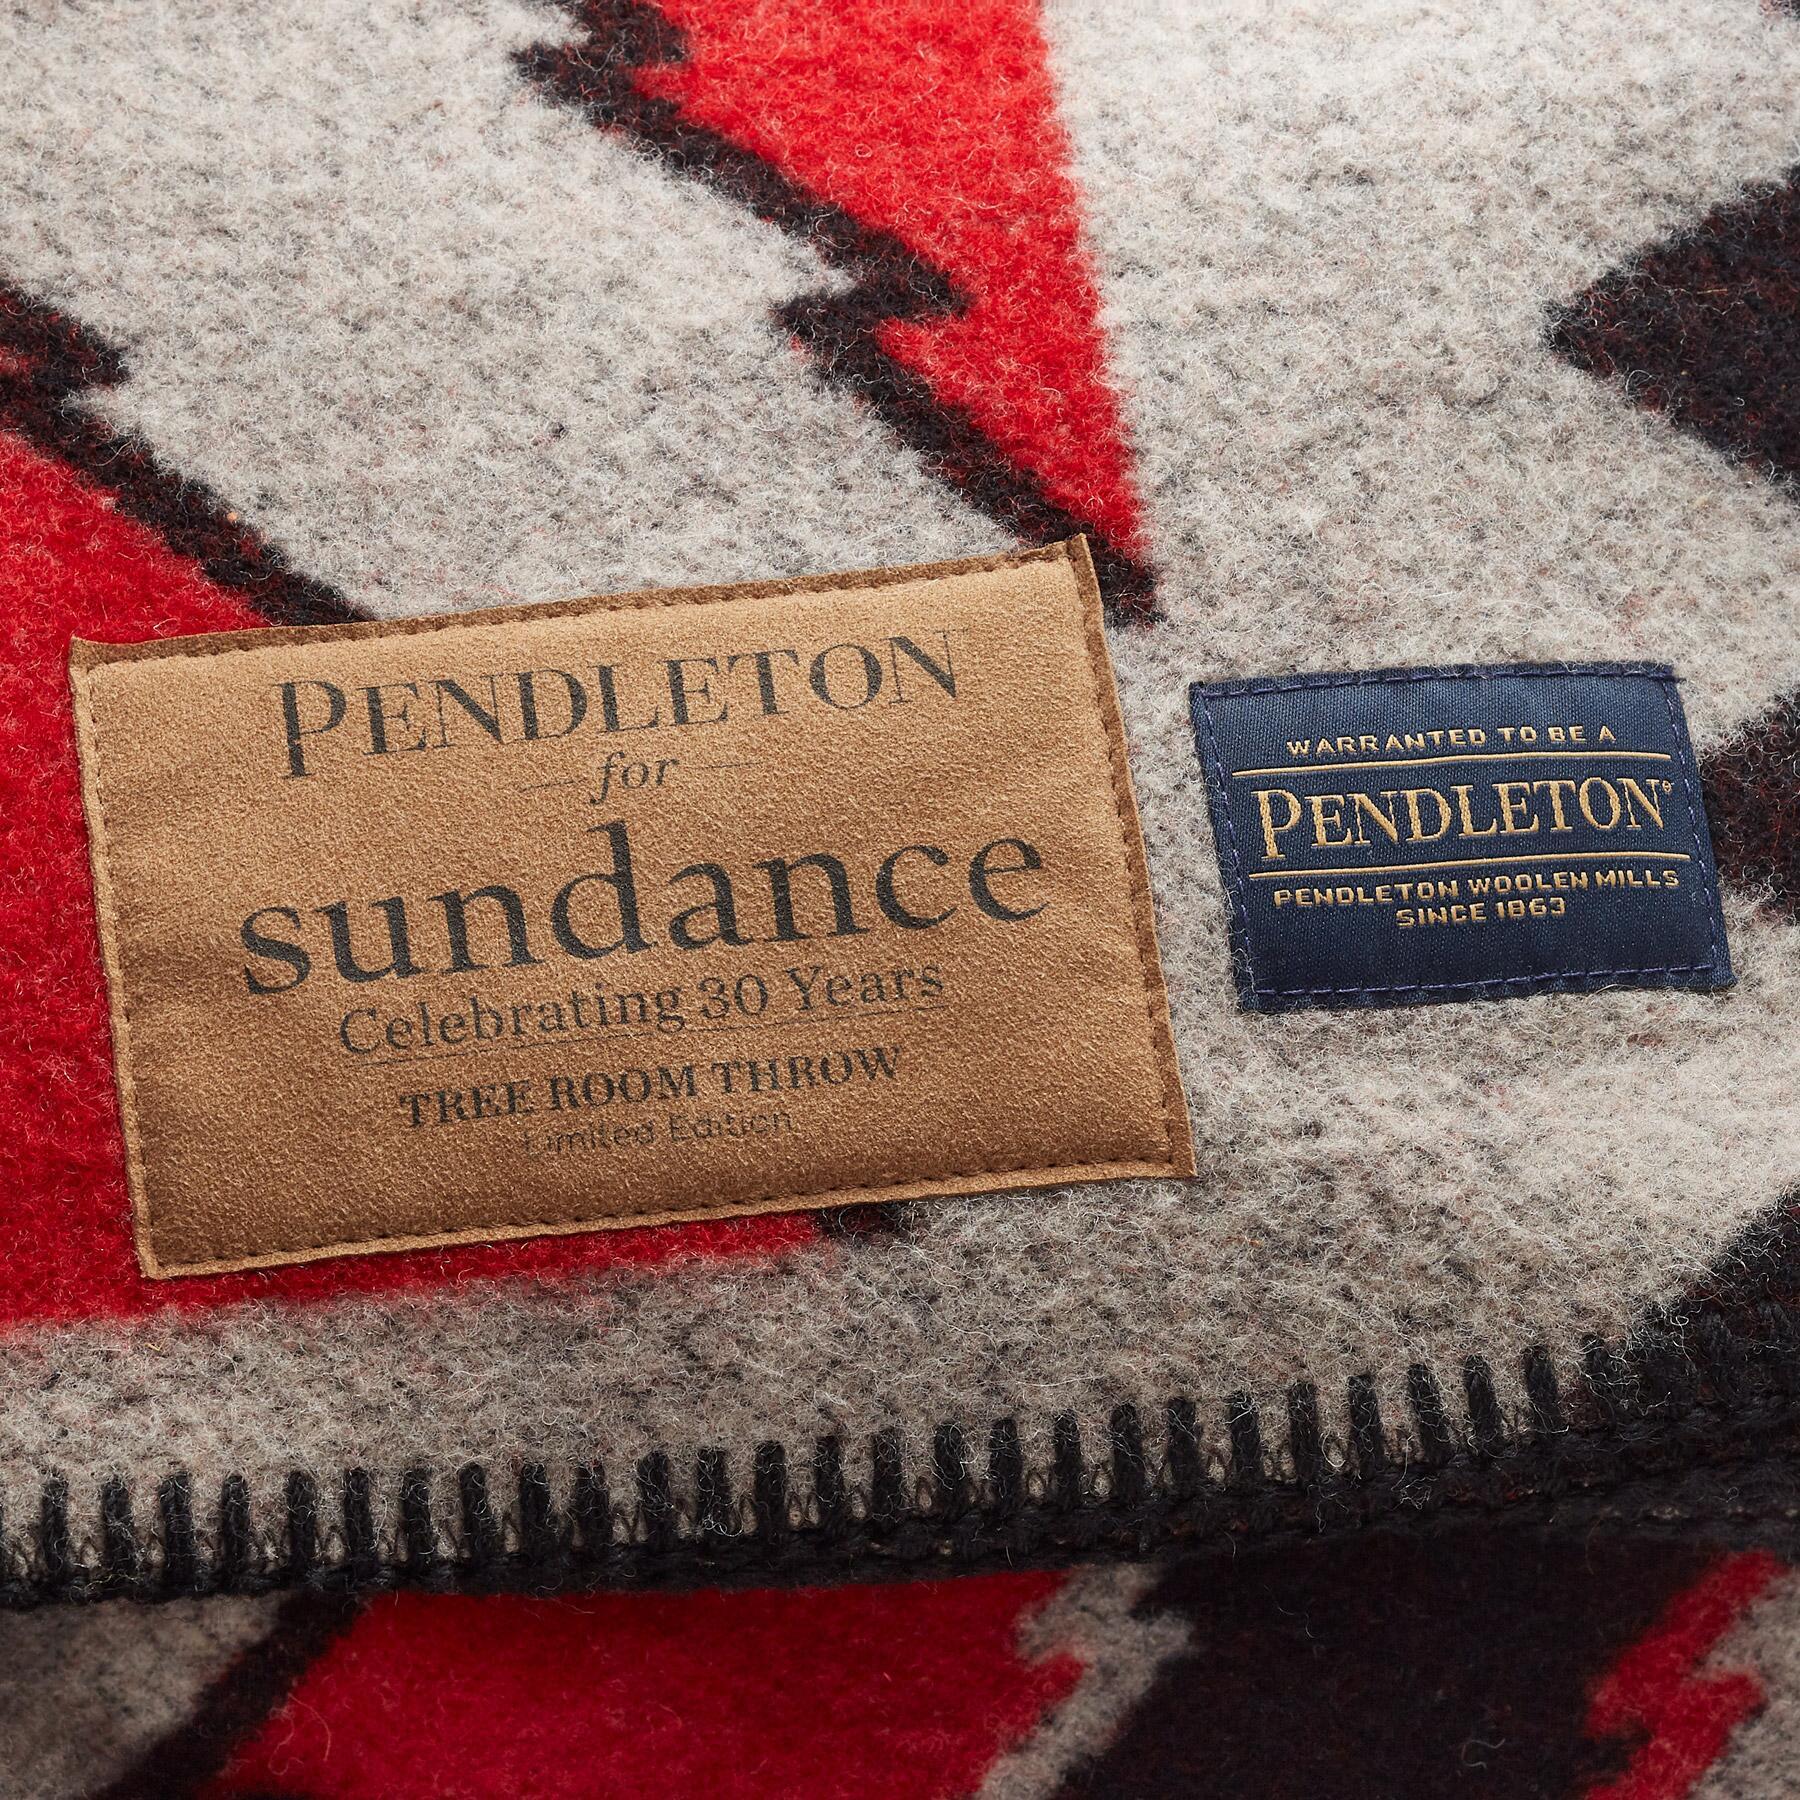 PENDLETON
for
sundance
Celebrating 30 Years
TREE ROOM THROW
Limited Edition
WARRANTED TO BE A
PENDLETON®
PENDLETON WOOLEN MILLS
SINCE 1863